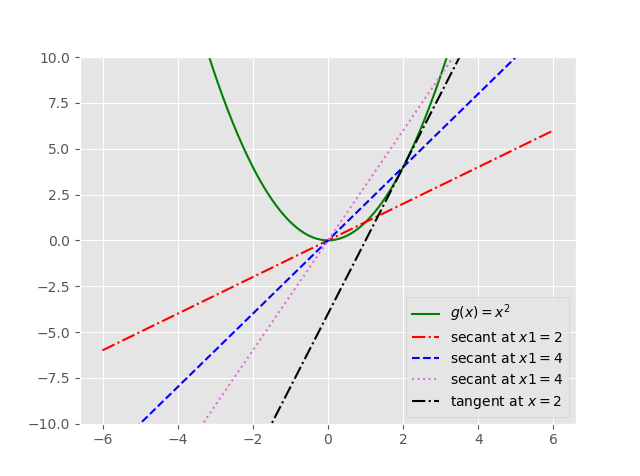 10.0
7.5
5.0
2.5
0.0
−2.5
−5.0
−7.5
−10.0
g(x) = x²
secant at x1 = 2
secant at x1 = 4
secant at x1 = 4
tangent at x = 2
−6 −4 −2 0 2 4 6